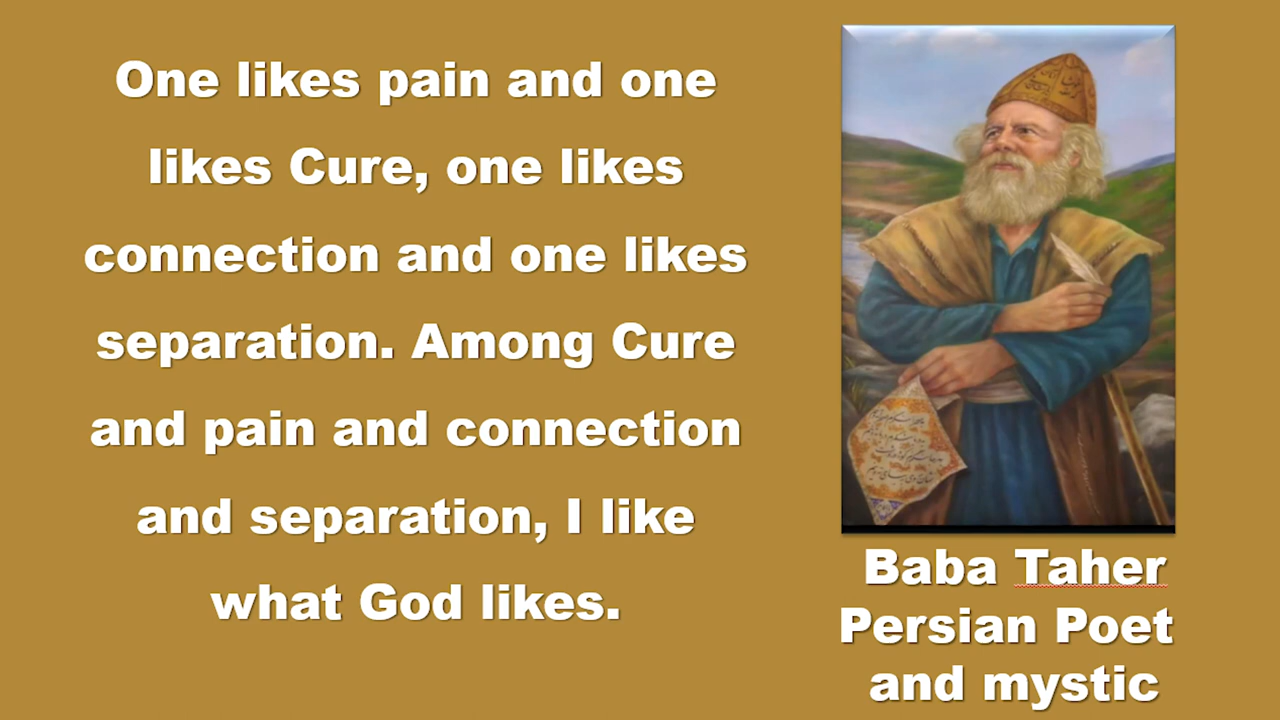 One likes pain and one
likes Cure, one likes
connection and one likes
separation. Among Cure
and pain and connection
and separation, I like
what God likes.
Baba Taher
Persian Poet
and mystic